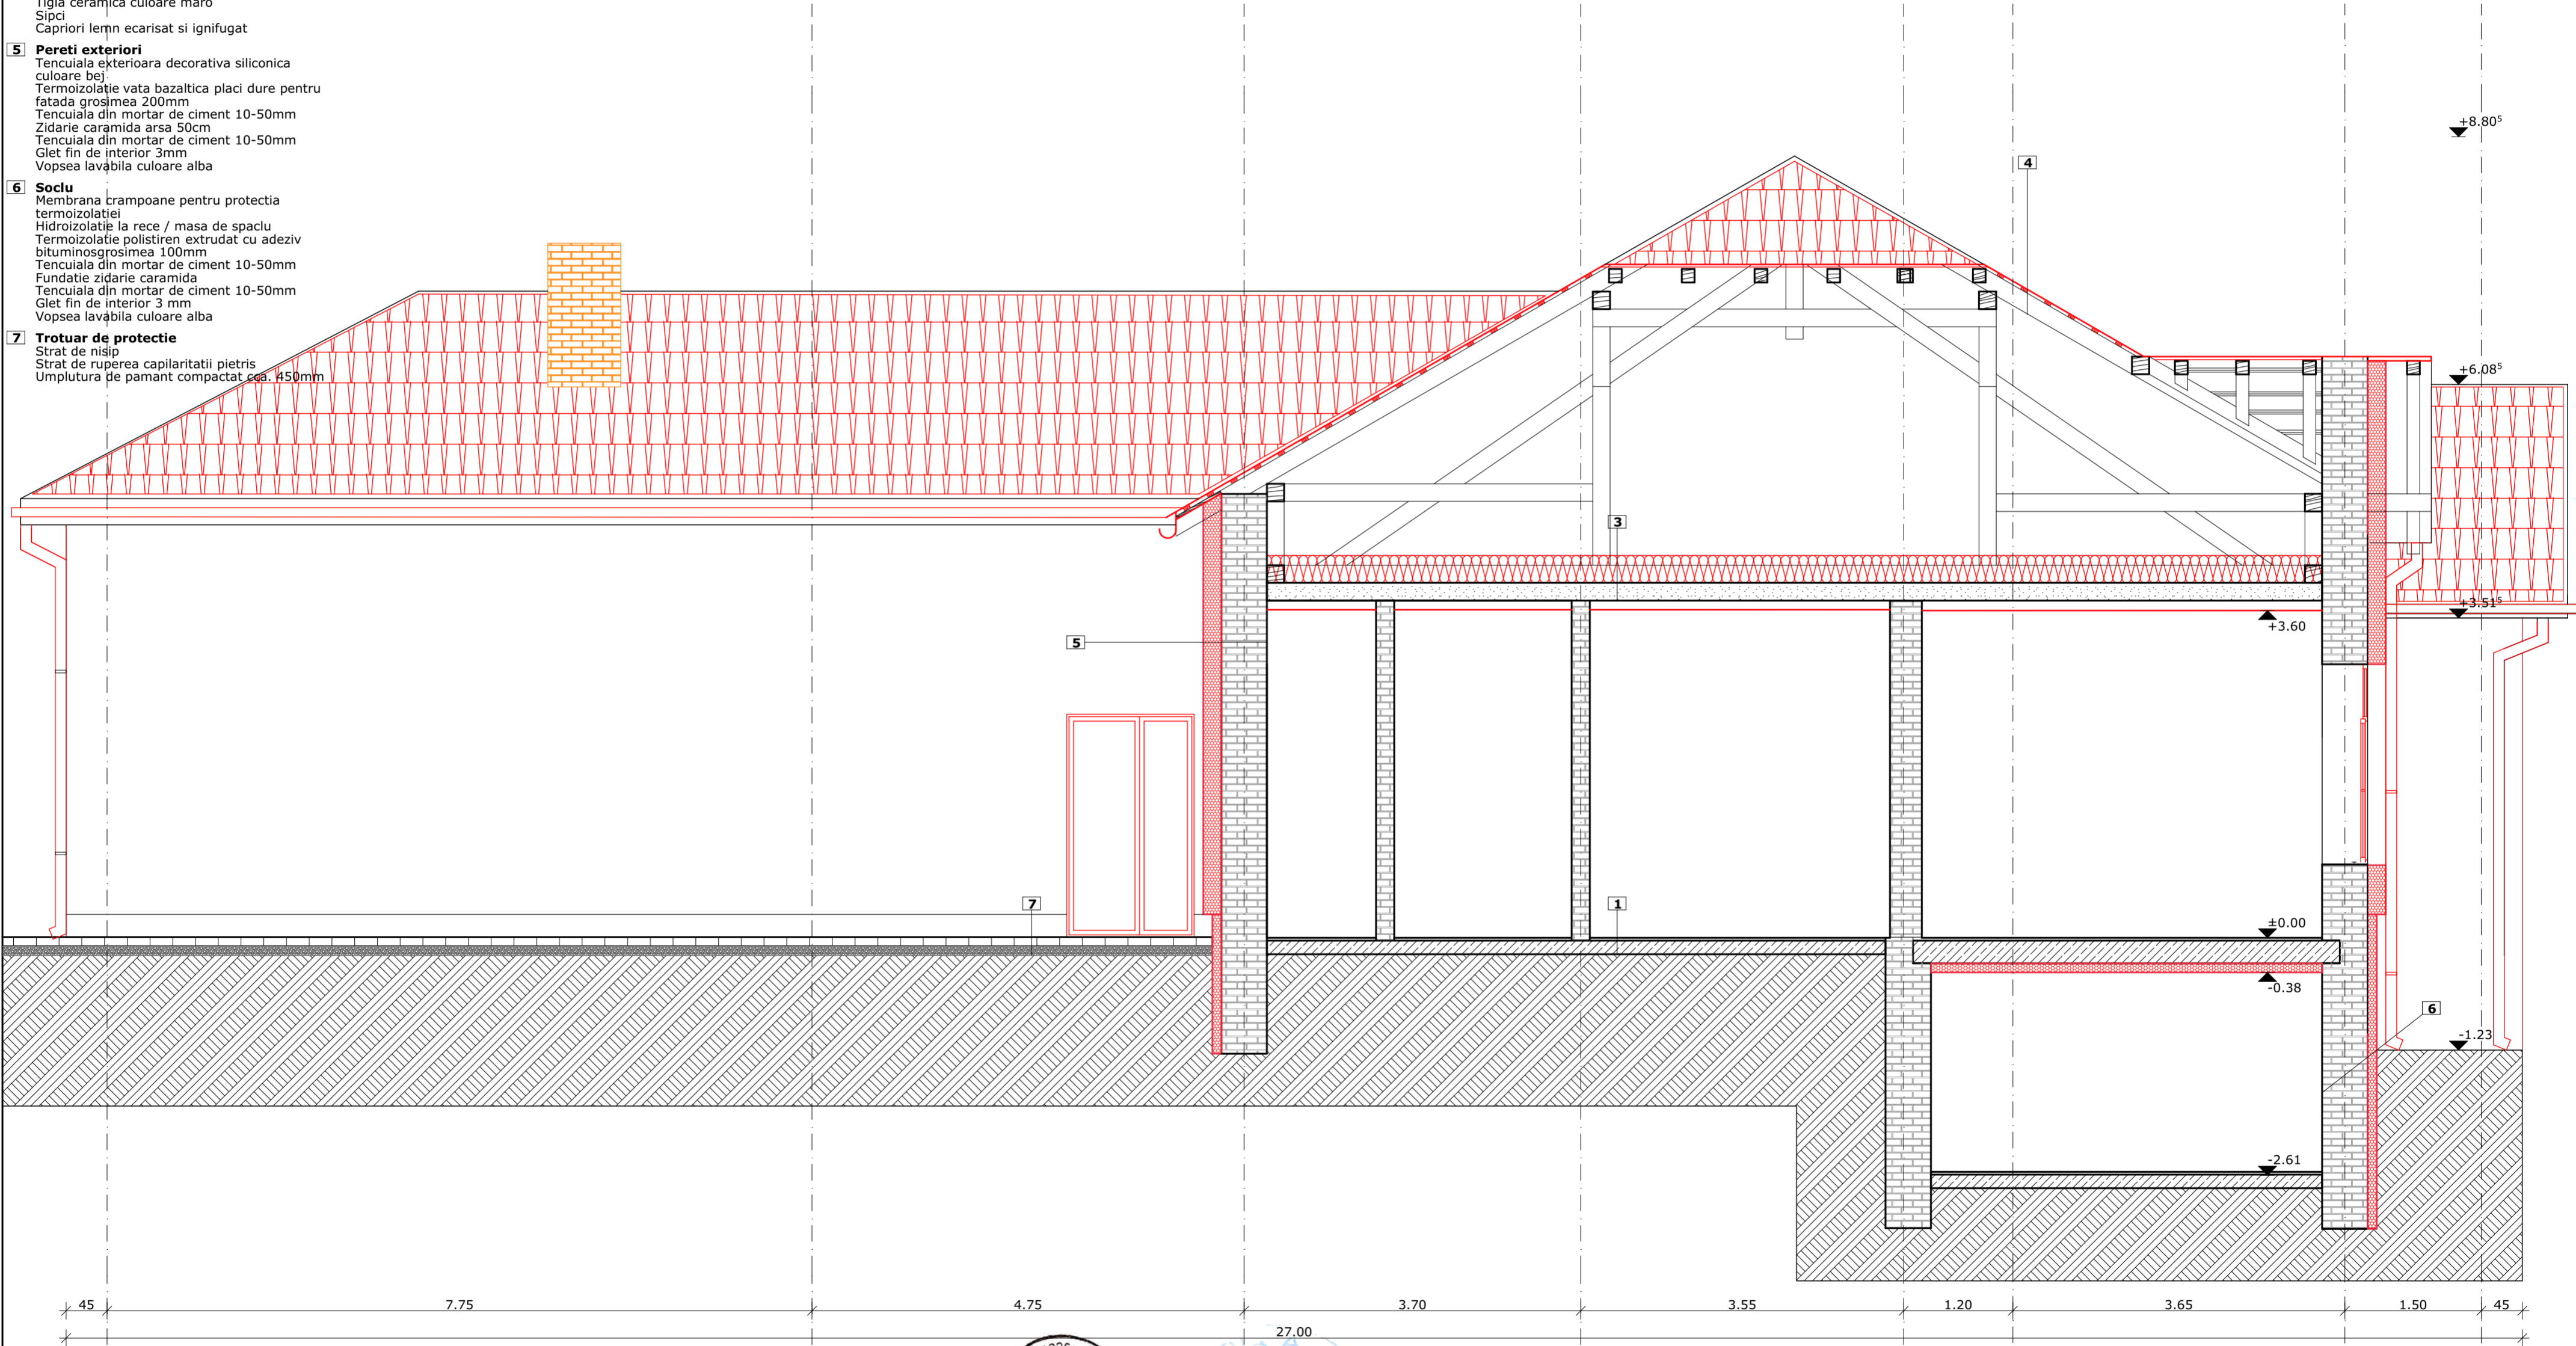 Tigla ceramica culoare maro
Sipci
Capriori lemn ecarisat si ignifugat
5 Pereti exteriori
Tencuiala exterioara decorativa siliconica
culoare bej
Termoizolatie vata bazaltica placi dure pentru
fatada grosimea 200mm
Tencuiala din mortar de ciment 10-50mm
Zidarie caramida arsa 50cm
Tencuiala din mortar de ciment 10-50mm
Glet fin de interior 3mm
Vopsea lavabila culoare alba
6 Soclu
Membrana crampoane pentru protectia
termoizolatiei
Hidroizolatie la rece / masa de spaclu
Termoizolatie polistiren extrudat cu adeziv
bituminosgrosimea 100mm
Tencuiala din mortar de ciment 10-50mm
Fundatie zidarie caramida
Tencuiala din mortar de ciment 10-50mm
Glet fin de interior 3 mm
Vopsea lavabila culoare alba
7 Trotuar de protectie
Strat de nisip
Strat de ruperea capilaritatii pietris
Umplutura de pamant compactat cca. 450mm
+8.80⁵
4
+6.08⁵
3
+3.51⁵
+3.60
5
7
1
±0.00
-0.38
6
-1.23
-2.61
45 7.75 4.75 3.70 3.55 1.20 3.65 1.50 45
27.00